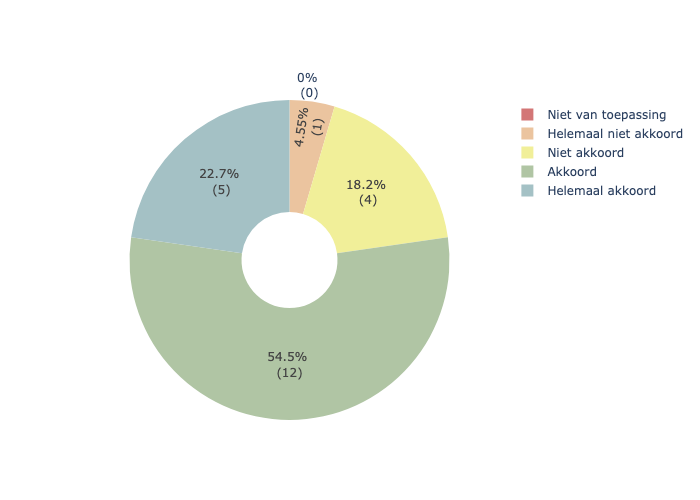 0%
(0)
4.55%
(1)
18.2%
(4)
22.7%
(5)
54.5%
(12)
Niet van toepassing
Helemaal niet akkoord
Niet akkoord
Akkoord
Helemaal akkoord